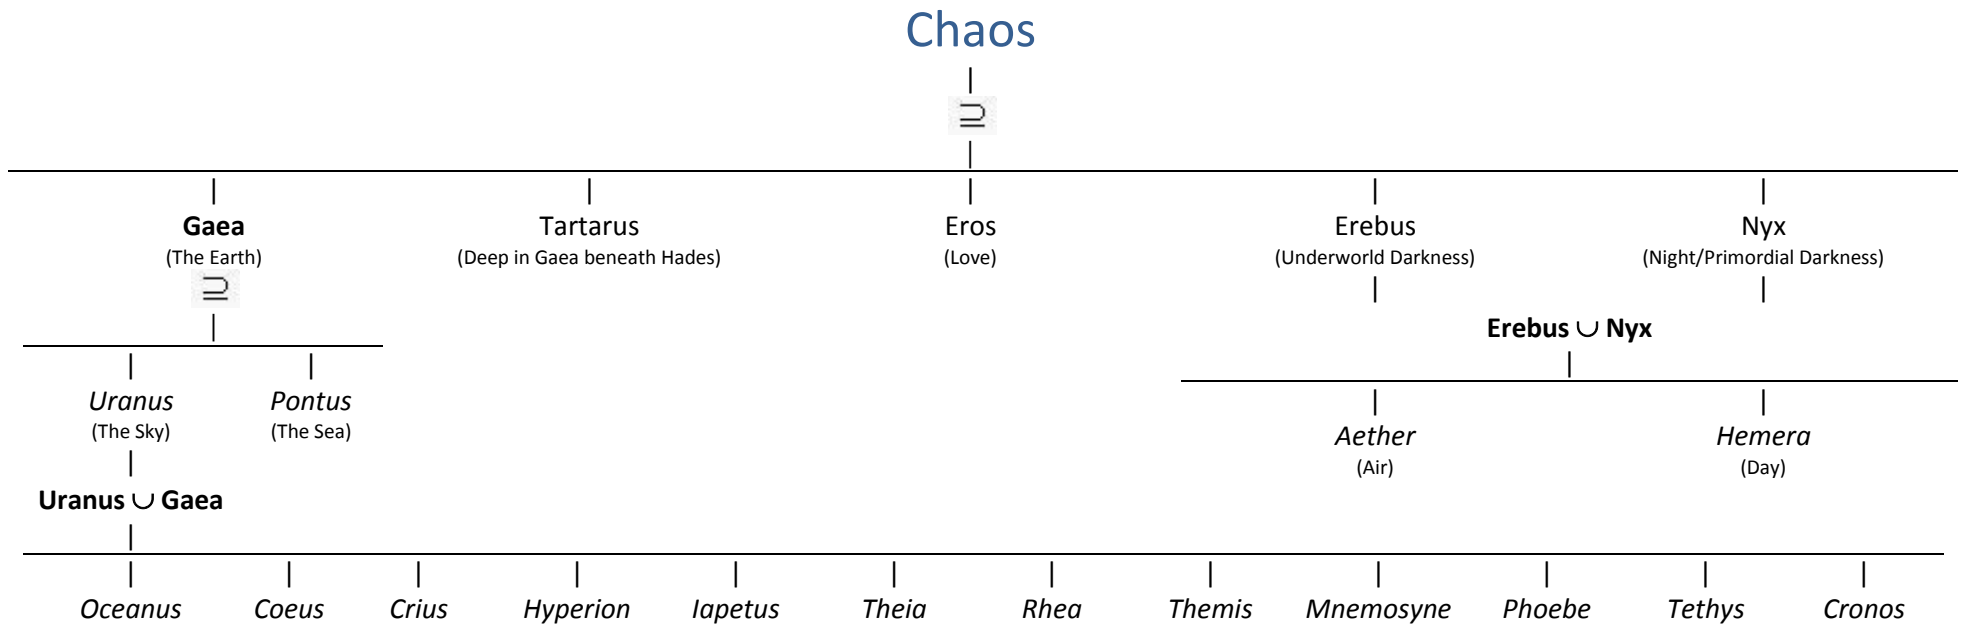 Chaos
⊇
Gaea Tartarus Eros Erebus Nyx
(The Earth) (Deep in Gaea beneath Hades) (Love) (Underworld Darkness) (Night/Primordial Darkness)
⊇
Erebus ∪ Nyx
Uranus Pontus
(The Sky) (The Sea)
Aether Hemera
(Air) (Day)
Uranus ∪ Gaea
Oceanus Coeus Crius Hyperion Iapetus Theia Rhea Themis Mnemosyne Phoebe Tethys Cronos